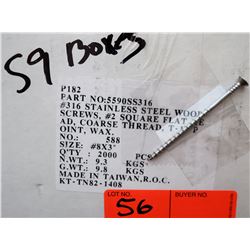 59 BOXES
P182
PART NO:5590SS316
#316 STAINLESS STEEL WOOD
SCREWS, #2 SQUARE FLAT
AD, COARSE THREAD, T-
OINT, WAX.
NO: 588
SIZE: #8X3"
Q'TY : 2000 PCS
N.WT.: 9.3 KGS
G.WT.: 9.8 KGS
MADE IN TAIWAN,R.O.C.
KT-TN82-1408
LOT NO. BUYER NO.
56